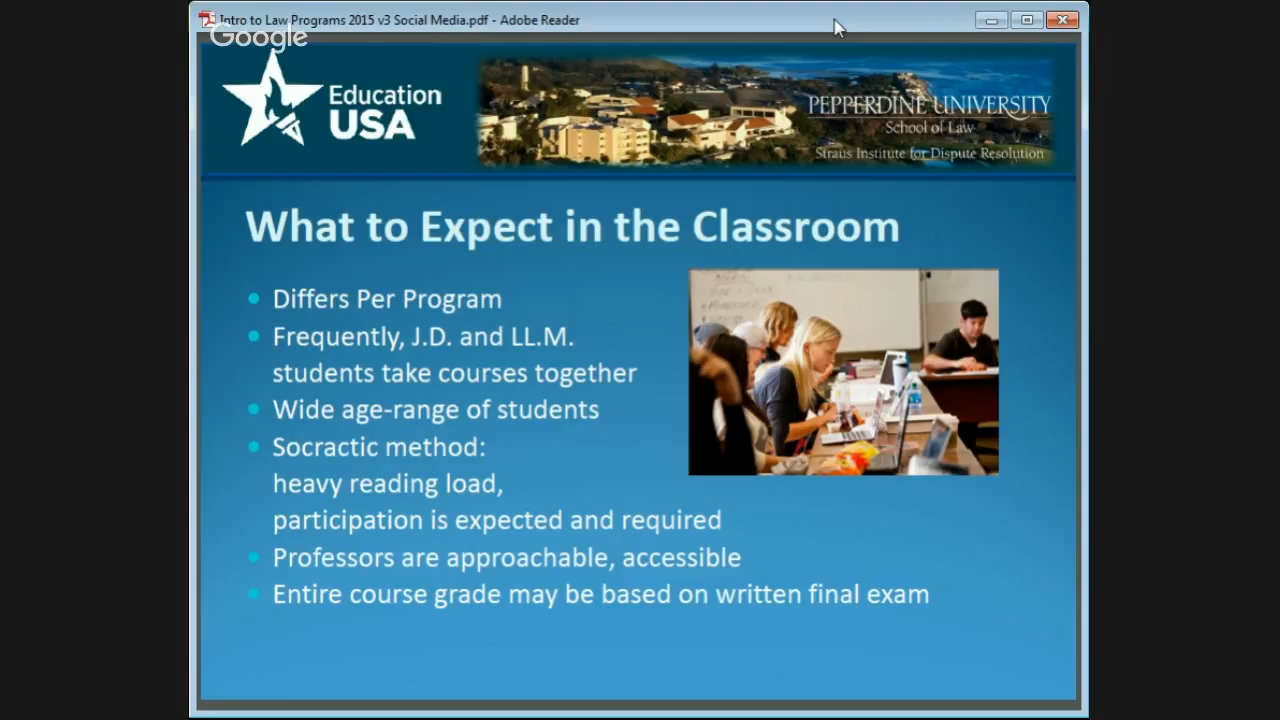 Intro to Law Programs 2015 v3 Social Media.pdf - Adobe Reader
Google
Education
USA
PEPPERDINE UNIVERSITY
School of Law
Straus Institute for Dispute Resolution
What to Expect in the Classroom
Differs Per Program
Frequently, J.D. and LL.M.
students take courses together
Wide age-range of students
Socractic method:
heavy reading load,
participation is expected and required
Professors are approachable, accessible
Entire course grade may be based on written final exam